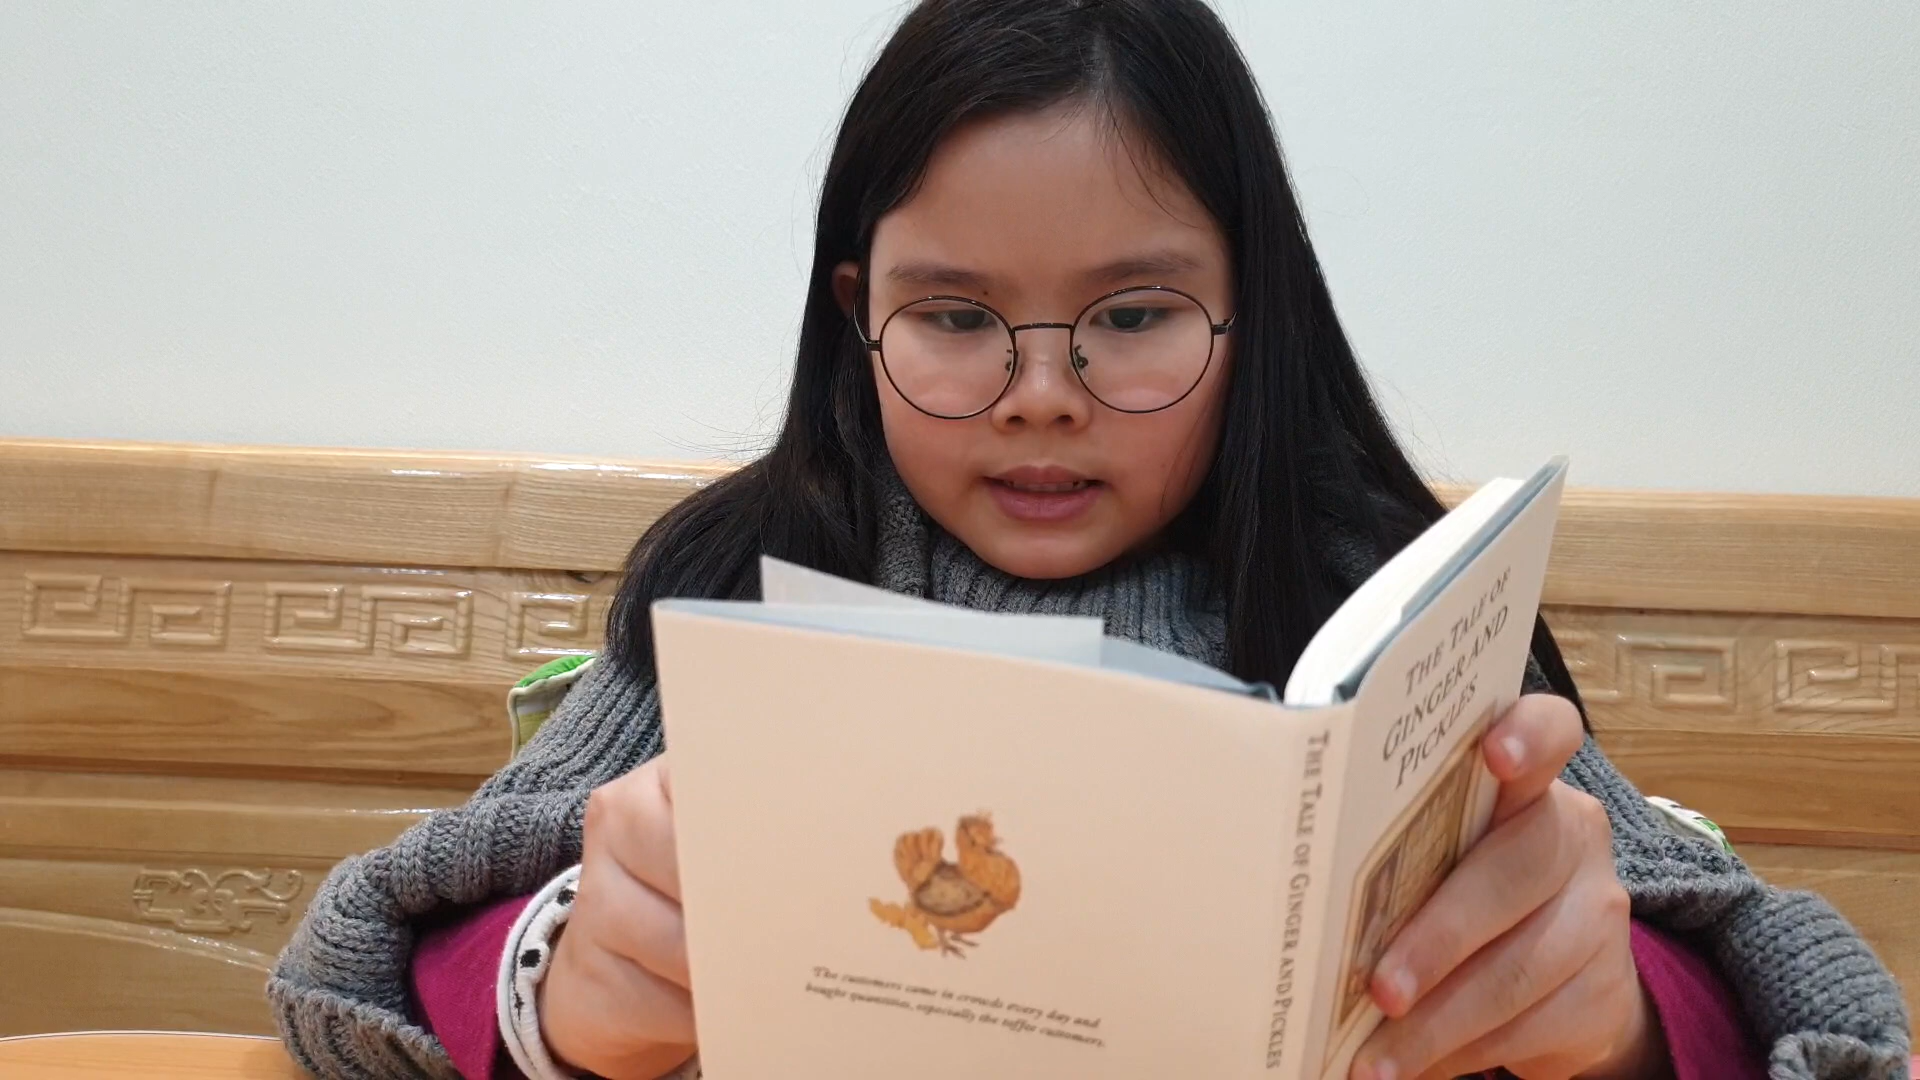 THE TALE OF
GINGER AND
PICKLES
THE TALE OF GINGER AND PICKLES
The customers came in crowds every day and
bought quantities, especially the toffee customers.